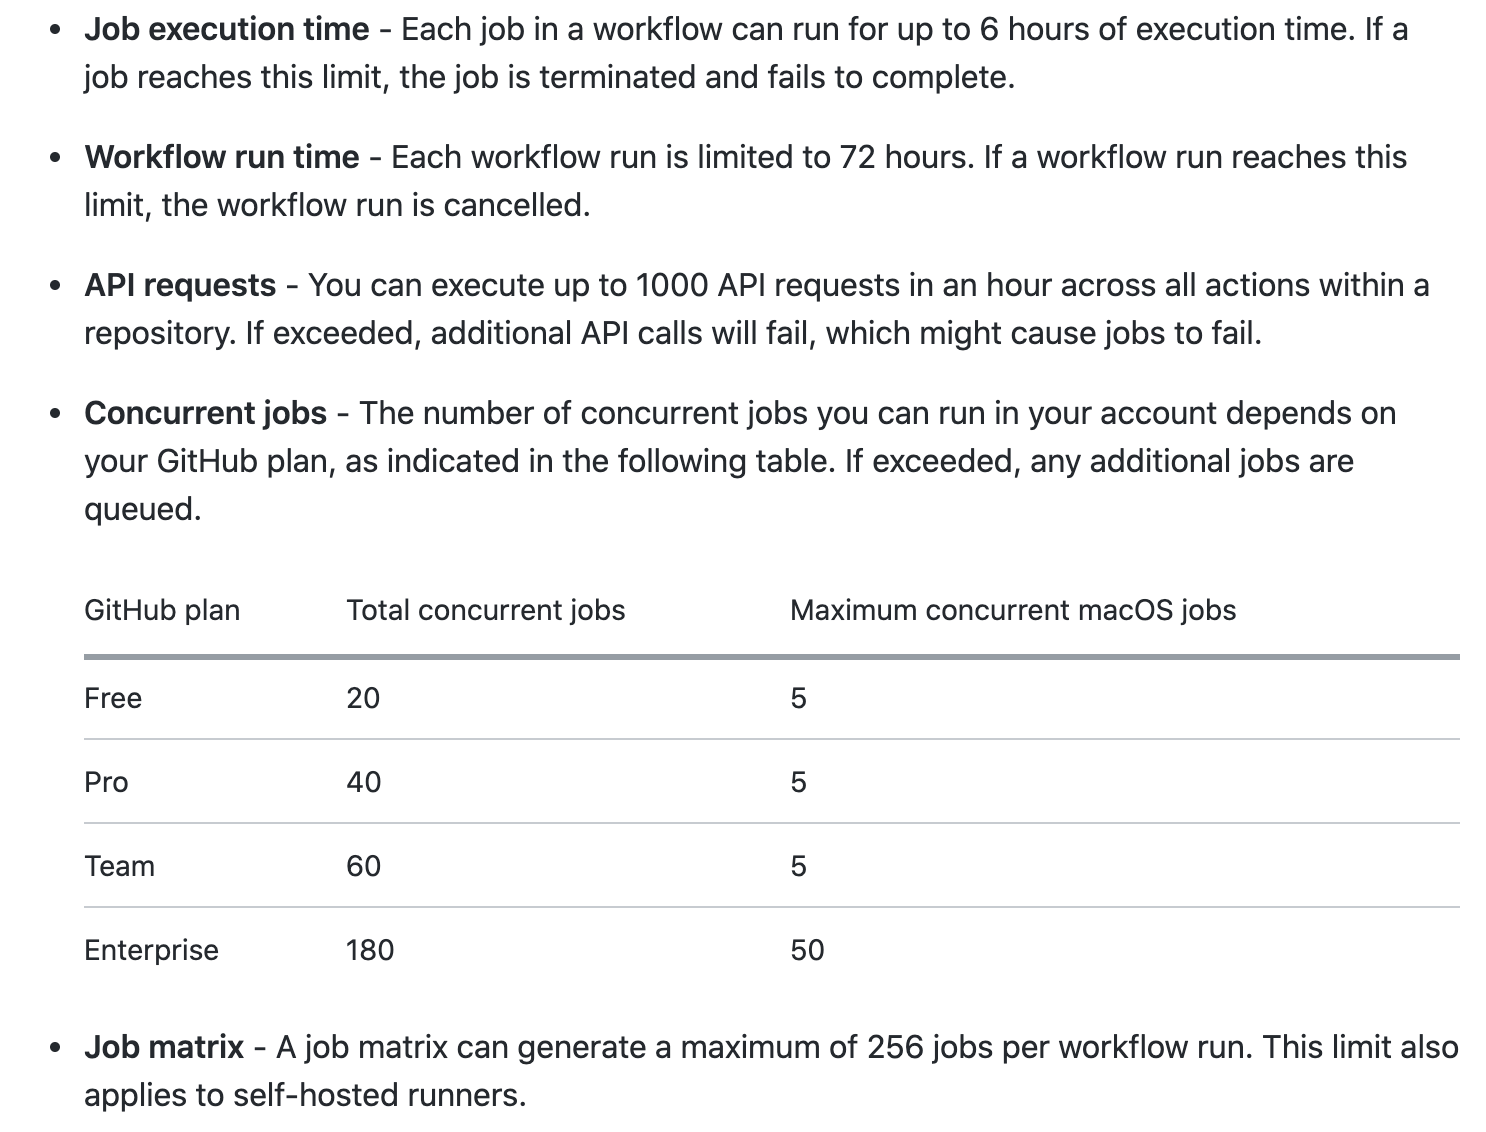 • Job execution time - Each job in a workflow can run for up to 6 hours of execution time. If a
job reaches this limit, the job is terminated and fails to complete.
• Workflow run time - Each workflow run is limited to 72 hours. If a workflow run reaches this
limit, the workflow run is cancelled.
• API requests - You can execute up to 1000 API requests in an hour across all actions within a
repository. If exceeded, additional API calls will fail, which might cause jobs to fail.
• Concurrent jobs - The number of concurrent jobs you can run in your account depends on
your GitHub plan, as indicated in the following table. If exceeded, any additional jobs are
queued.
GitHub plan Total concurrent jobs Maximum concurrent macOS jobs
Free 20 5
Pro 40 5
Team 60 5
Enterprise 180 50
• Job matrix - A job matrix can generate a maximum of 256 jobs per workflow run. This limit also
applies to self-hosted runners.